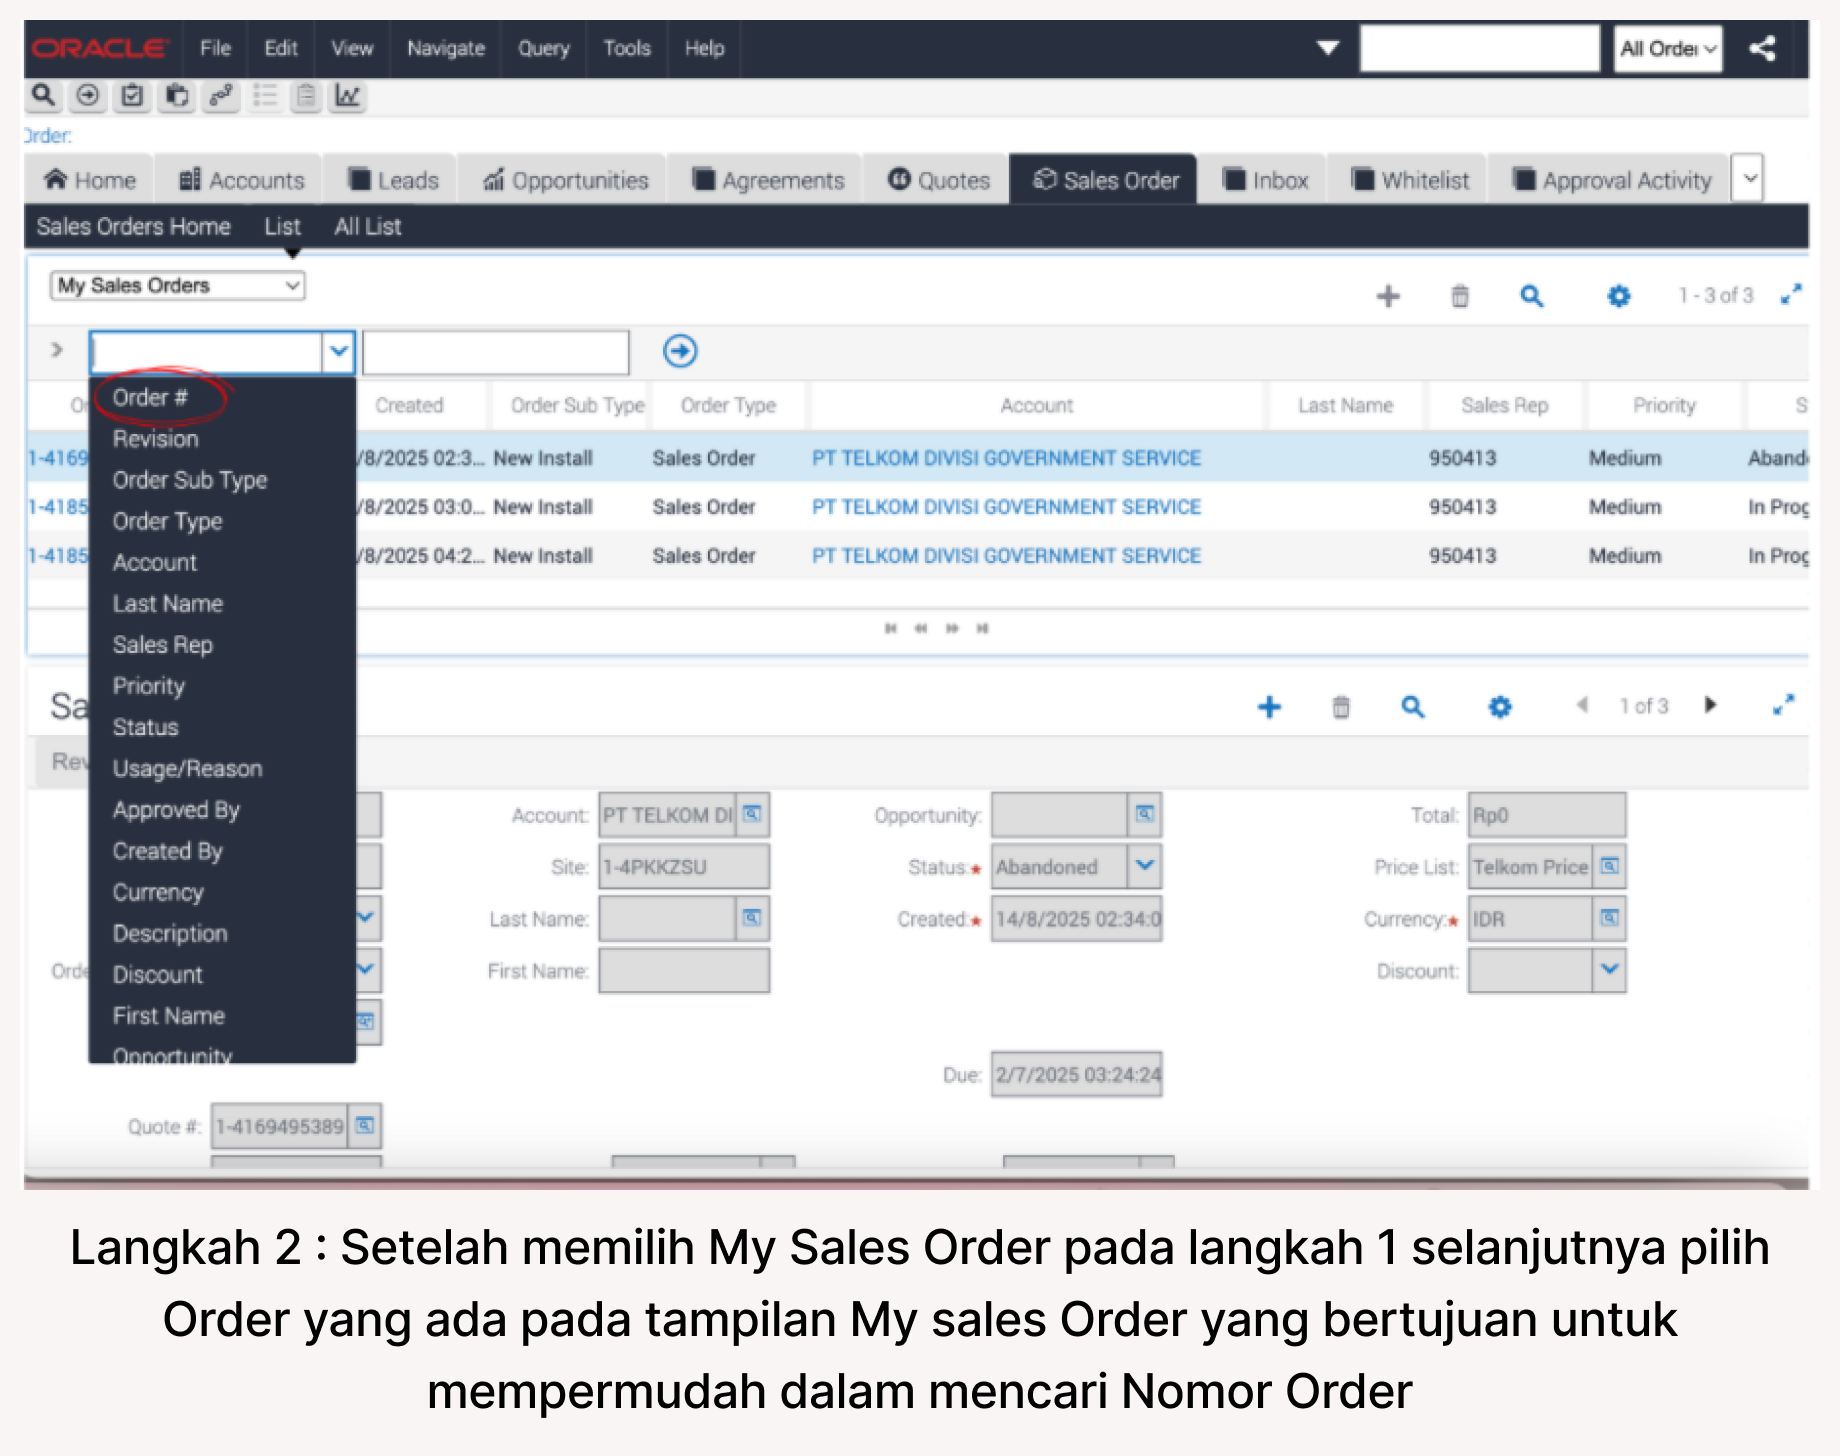 ORACLE File Edit View Navigate Query Tools Help All Order
Order:
Home Accounts Leads Opportunities Agreements Quotes Sales Order Inbox Whitelist Approval Activity
Sales Orders Home List All List
My Sales Orders 1 - 3 of 3
Created Order Sub Type Order Type Account Last Name Sales Rep Priority S
1-4169 /8/2025 02:3... New Install Sales Order PT TELKOM DIVISI GOVERNMENT SERVICE 950413 Medium Aband
1-4185 /8/2025 03:0... New Install Sales Order PT TELKOM DIVISI GOVERNMENT SERVICE 950413 Medium In Prog
1-4185 /8/2025 04:2... New Install Sales Order PT TELKOM DIVISI GOVERNMENT SERVICE 950413 Medium In Prog
Order #
Revision
Order Sub Type
Order Type
Account
Last Name
Sales Rep
Priority
Status
Usage/Reason
Approved By
Created By
Currency
Description
Discount
First Name
Opportunity
Sa 1 of 3
Rev
Account: PT TELKOM DI Opportunity: Total: Rp0
Site: 1-4PKKZSU Status:* Abandoned Price List: Telkom Price
Last Name: Created:* 14/8/2025 02:34:0 Currency:* IDR
Orde First Name: Discount:
Due: 2/7/2025 03:24:24
Quote #: 1-4169495389
Langkah 2 : Setelah memilih My Sales Order pada langkah 1 selanjutnya pilih
Order yang ada pada tampilan My sales Order yang bertujuan untuk
mempermudah dalam mencari Nomor Order